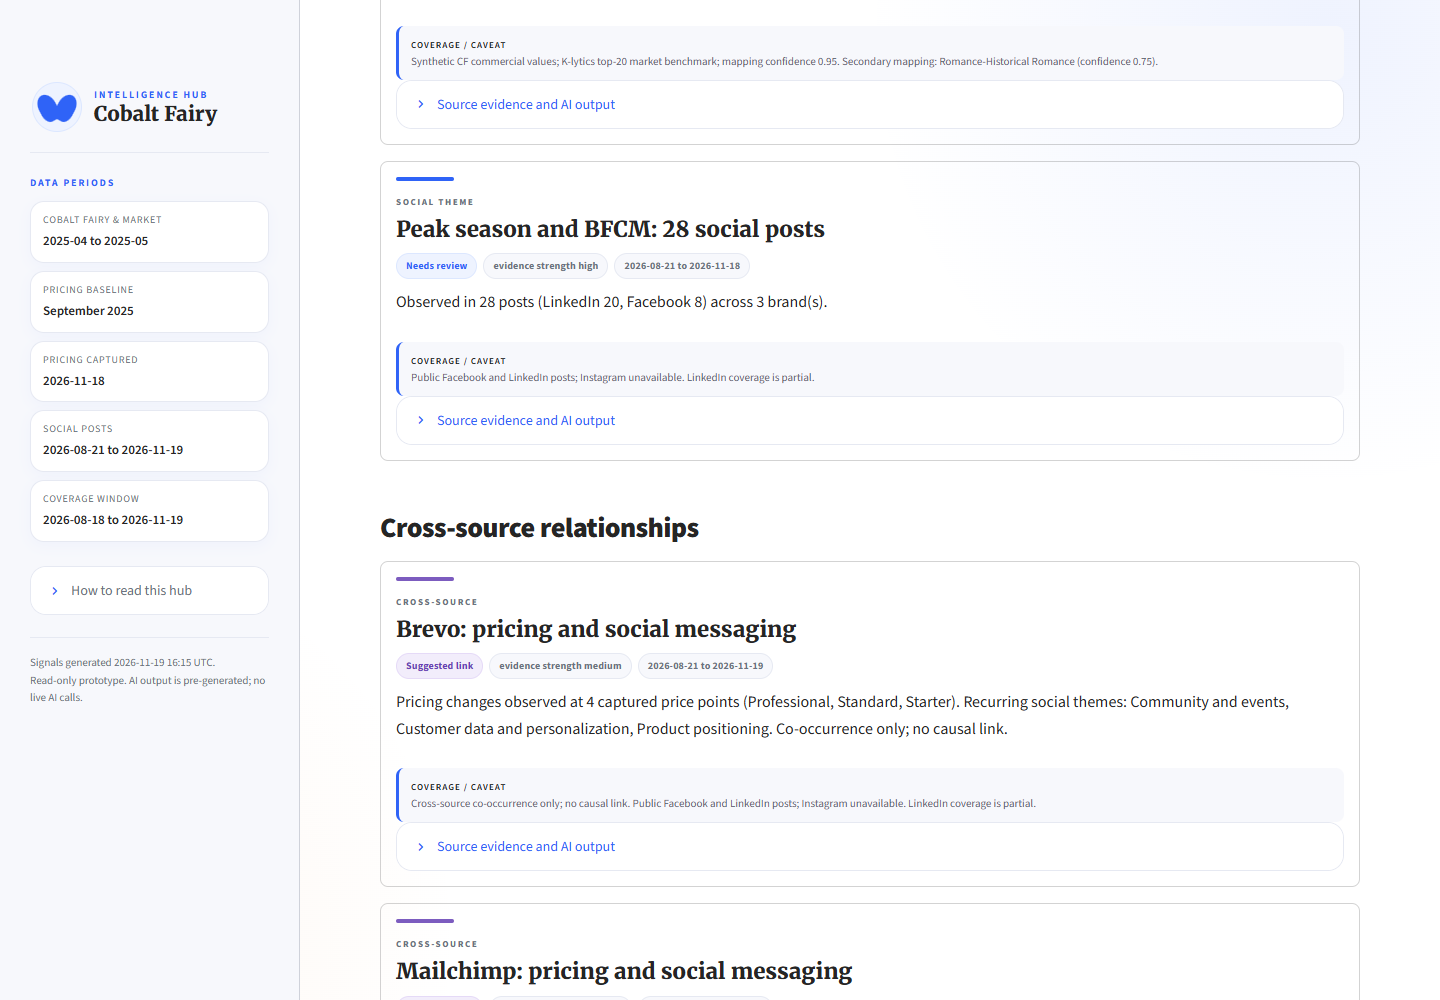 INTELLIGENCE HUB
Cobalt Fairy
DATA PERIODS
COBALT FAIRY & MARKET
2025-04 to 2025-05
PRICING BASELINE
September 2025
PRICING CAPTURED
2026-11-18
SOCIAL POSTS
2026-08-21 to 2026-11-19
COVERAGE WINDOW
2026-08-18 to 2026-11-19
How to read this hub
Signals generated 2026-11-19 16:15 UTC.
Read-only prototype. AI output is pre-generated; no
live AI calls.
COVERAGE / CAVEAT
Synthetic CF commercial values; K-lytics top-20 market benchmark; mapping confidence 0.95. Secondary mapping: Romance-Historical Romance (confidence 0.75).
Source evidence and AI output
SOCIAL THEME
Peak season and BFCM: 28 social posts
Needs review
evidence strength high
2026-08-21 to 2026-11-18
Observed in 28 posts (LinkedIn 20, Facebook 8) across 3 brand(s).
COVERAGE / CAVEAT
Public Facebook and LinkedIn posts; Instagram unavailable. LinkedIn coverage is partial.
Source evidence and AI output
Cross-source relationships
CROSS-SOURCE
Brevo: pricing and social messaging
Suggested link
evidence strength medium
2026-08-21 to 2026-11-19
Pricing changes observed at 4 captured price points (Professional, Standard, Starter). Recurring social themes: Community and events,
Customer data and personalization, Product positioning. Co-occurrence only; no causal link.
COVERAGE / CAVEAT
Cross-source co-occurrence only; no causal link. Public Facebook and LinkedIn posts; Instagram unavailable. LinkedIn coverage is partial.
Source evidence and AI output
CROSS-SOURCE
Mailchimp: pricing and social messaging